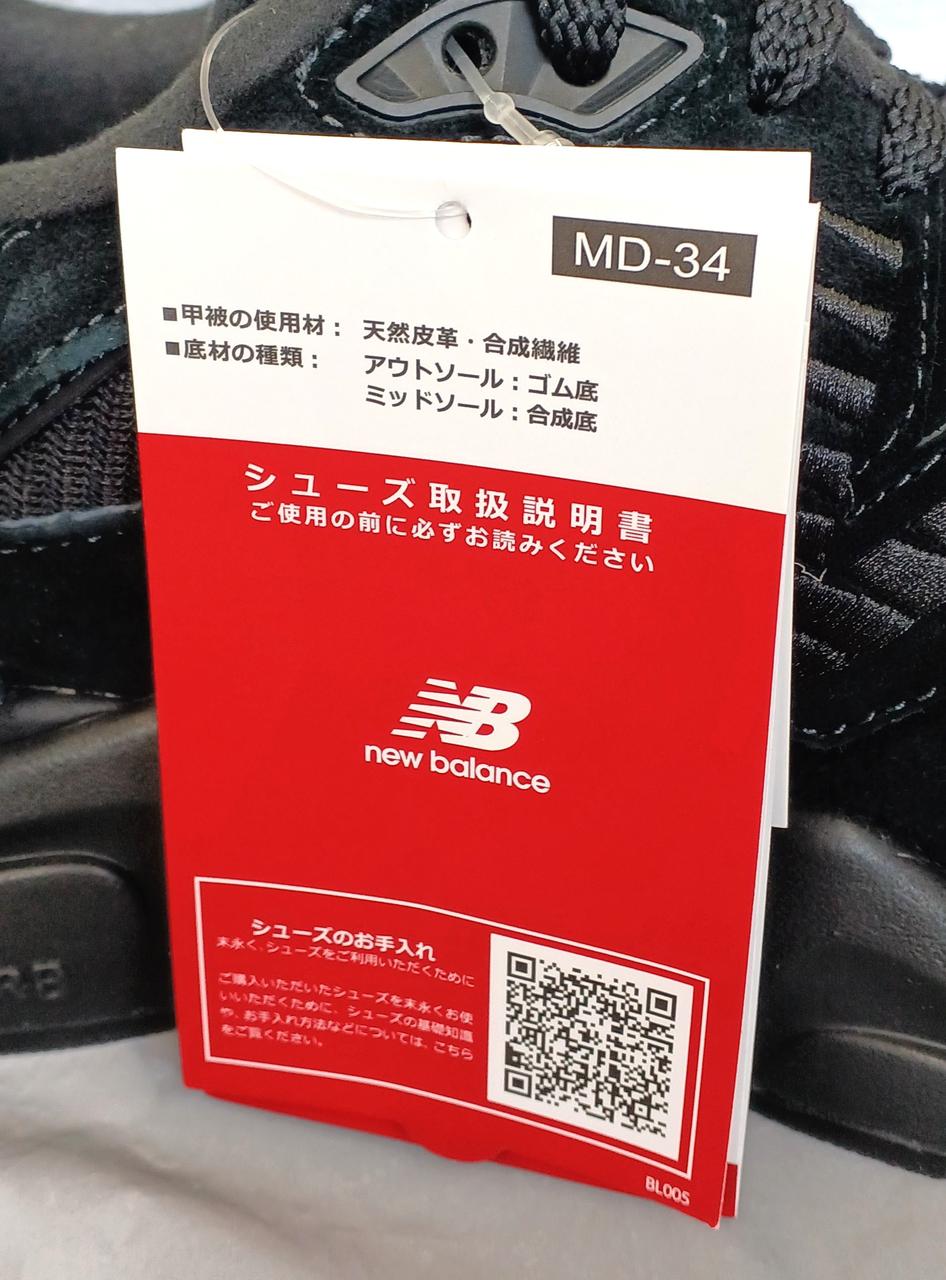 MD-34
■甲被の使用材： 天然皮革・合成繊維
■底材の種類： アウトソール：ゴム底
ミッドソール：合成底
シューズ取扱説明書
ご使用の前に必ずお読みください
NB
new balance
シューズのお手入れ
末永く、シューズをご利用いただくために
ご購入いただいたシューズを末永くお使
いいただくために、シューズの基礎知識
や、お手入れ方法などについては、こちら
をご覧ください。
BL005